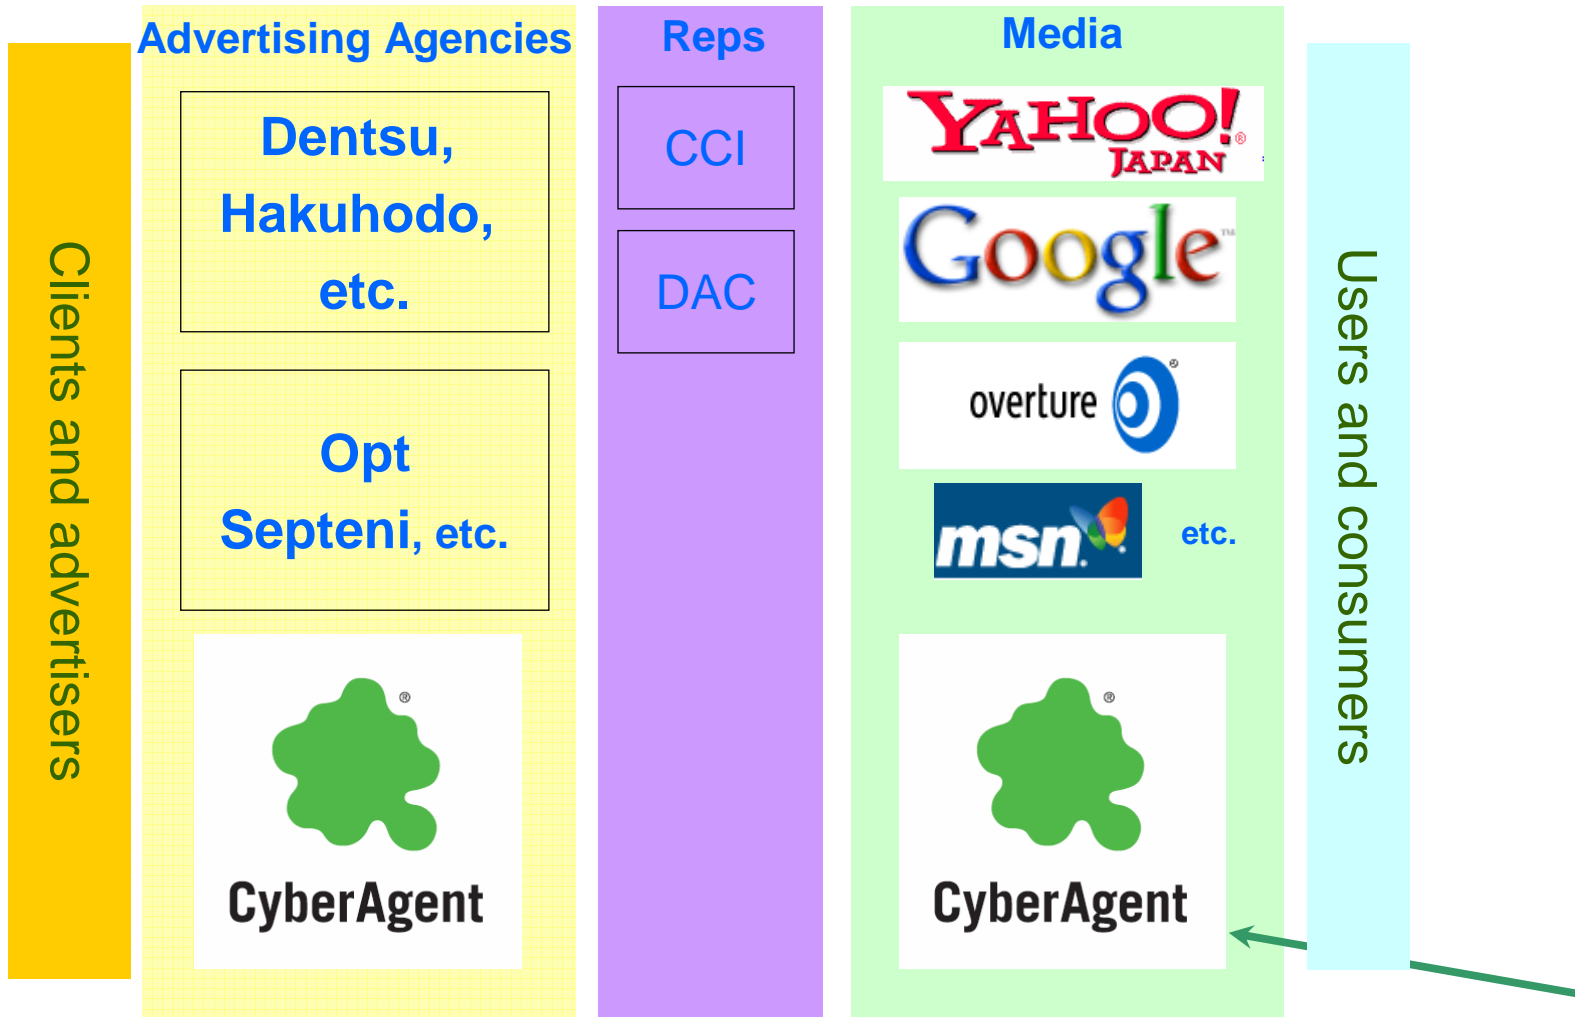 Clients and advertisers
Advertising Agencies
Dentsu,
Hakuhodo,
etc.
Opt
Septeni, etc.
®
CyberAgent
Reps
CCI
DAC
Media
YAHOO!®
JAPAN
Google™
overture®
msn®
etc.
®
CyberAgent
Users and consumers